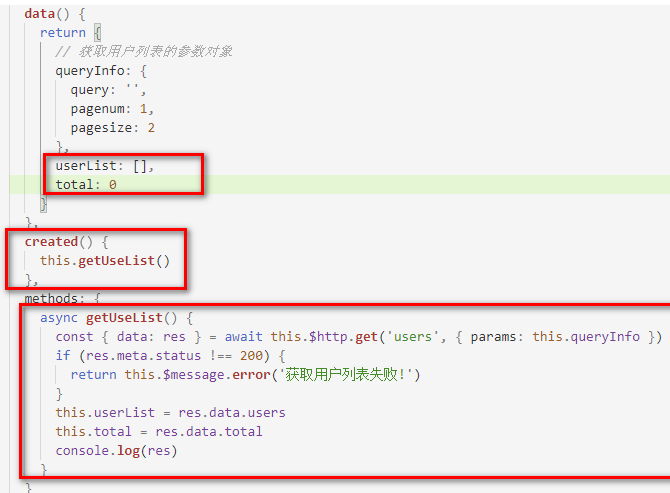 data() {
return {
// 获取用户列表的参数对象
queryInfo: {
query: '',
pagenum: 1,
pagesize: 2
},
userList: [],
total: 0
}
},
created() {
this.getUseList()
},
methods: {
async getUseList() {
const { data: res } = await this.$http.get('users', { params: this.queryInfo })
if (res.meta.status !== 200) {
return this.$message.error('获取用户列表失败!')
}
this.userList = res.data.users
this.total = res.data.total
console.log(res)
}
}